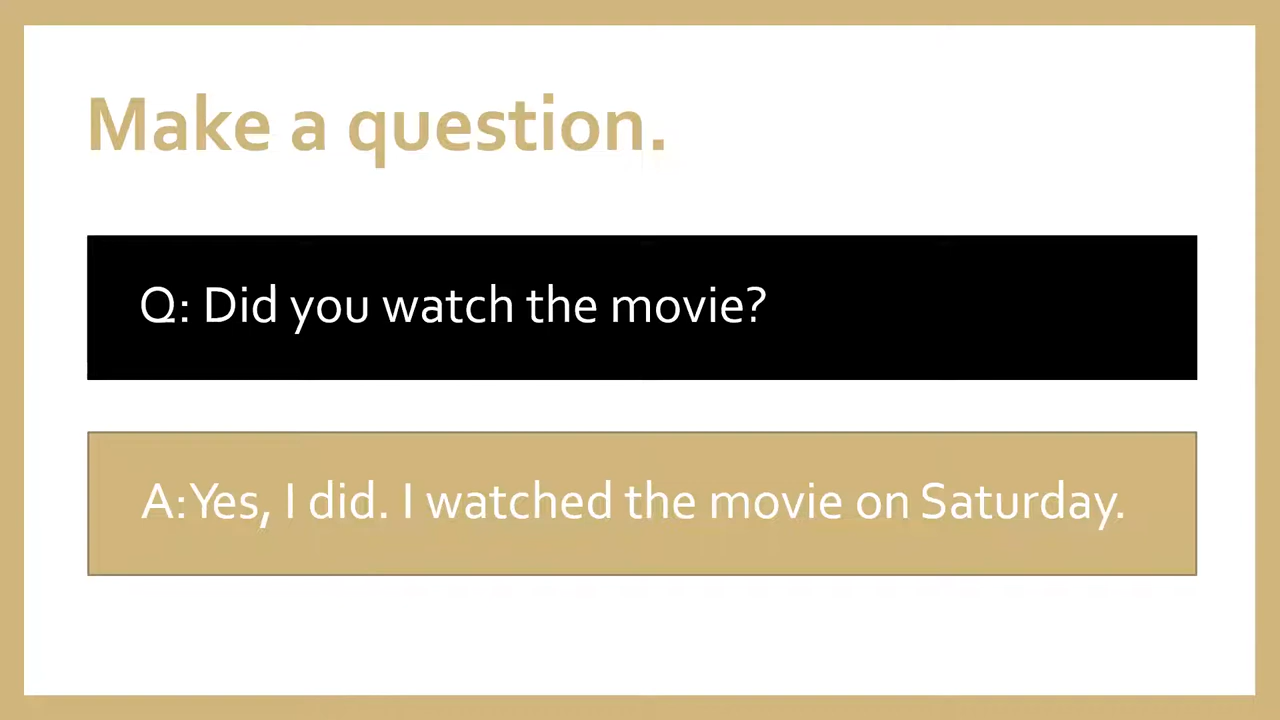 Make a question.
Q: Did you watch the movie?
A: Yes, I did. I watched the movie on Saturday.